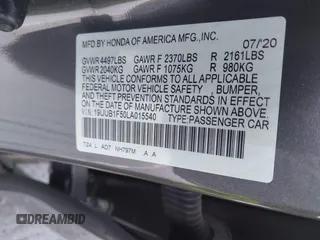 MFD BY HONDA OF AMERICA MFG.,INC. 07/'20
GVWR 4497LBS GAWR F 2370LBS R 2161LBS
GVWR 2040KG GAWR F 1075KG R 980KG
THIS VEHICLE CONFORMS TO ALL APPLICABLE
FEDERAL MOTOR VEHICLE SAFETY, BUMPER,
AND THEFT PREVENTION STANDARDS IN EFFECT
ON THE DATE OF MANUFACTURE SHOWN ABOVE.
V.I.N.:19UUB1F50LA015540 TYPE:PASSENGER CAR
L AD7 NH797M A A
DREAMBID